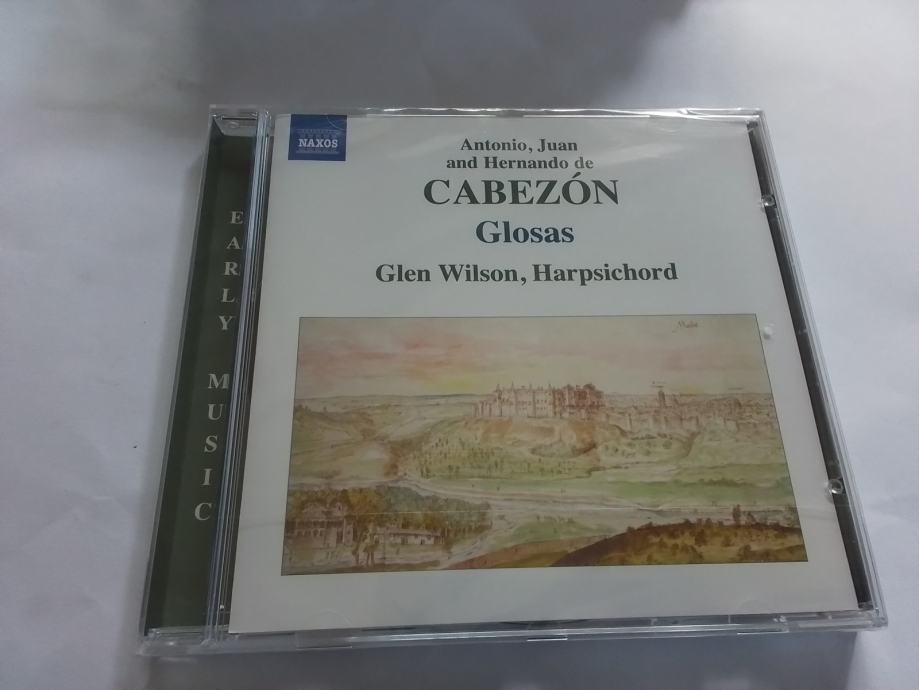 NAXOS
Antonio, Juan
and Hernando de
CABEZÓN
Glosas
Glen Wilson, Harpsichord
EARLY MUSIC